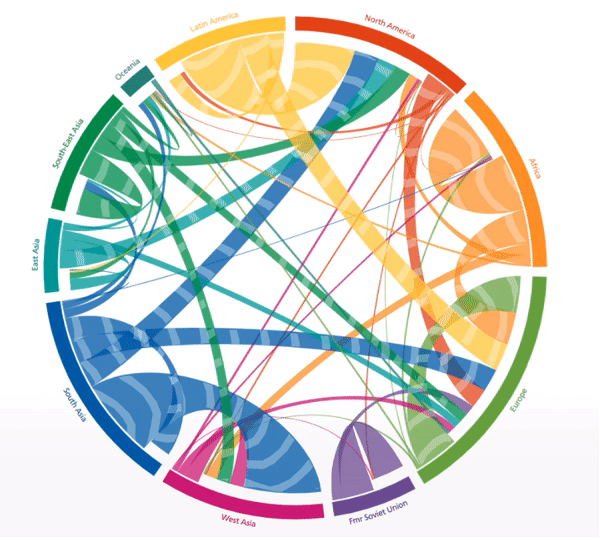 Latin America
North America
Oceania
Africa
South-East Asia
East Asia
South Asia
Europe
West Asia
Fmr Soviet Union